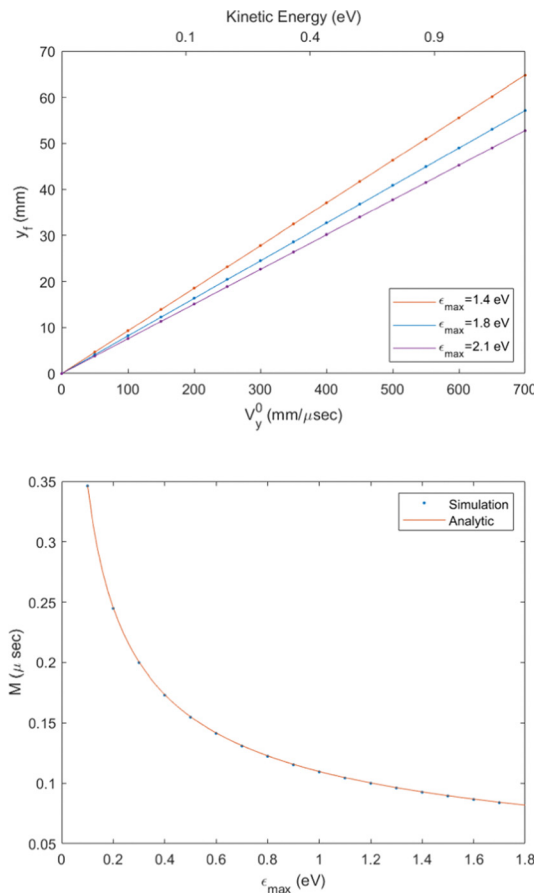 Kinetic Energy (eV)
0.1 0.4 0.9
70
60
50
40
30
20
10
0
y_f (mm)
ϵ_max=1.4 eV
ϵ_max=1.8 eV
ϵ_max=2.1 eV
0 100 200 300 400 500 600 700
V_y^0 (mm/μsec)
0.35
0.3
0.25
0.2
0.15
0.1
0.05
M (μ sec)
Simulation
Analytic
0 0.2 0.4 0.6 0.8 1 1.2 1.4 1.6 1.8
ϵ_max (eV)